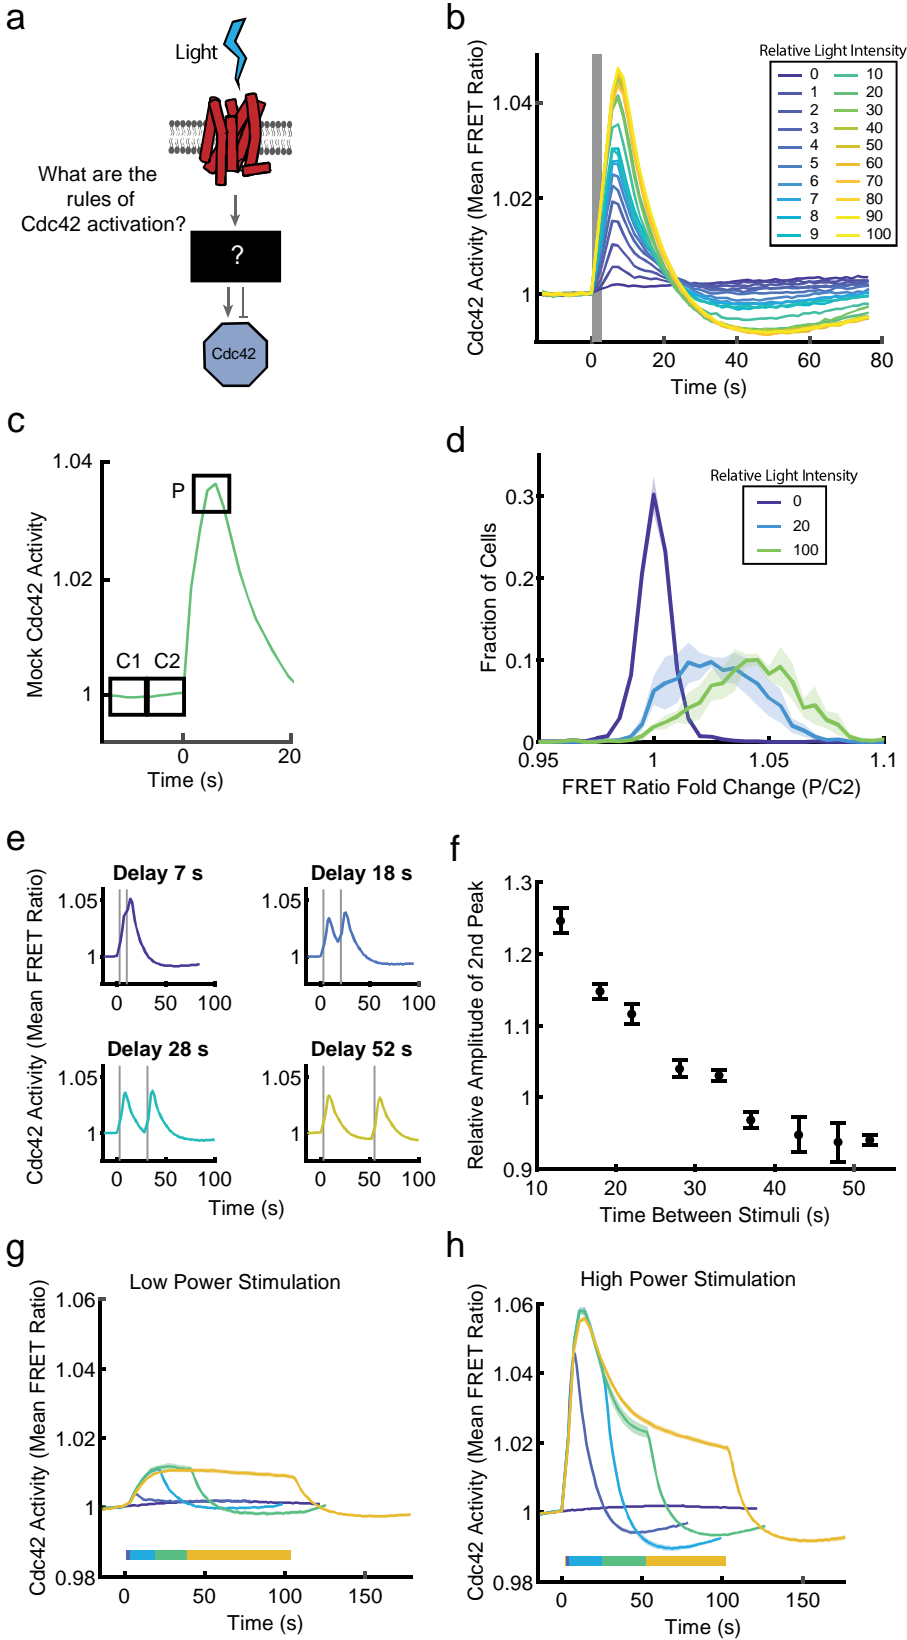 a
Light
What are the
rules of
Cdc42 activation?
?
Cdc42
b
Cdc42 Activity (Mean FRET Ratio)
1.04
1.02
1
0
20
40
60
80
Time (s)
Relative Light Intensity
0 10
1 20
2 30
3 40
4 50
5 60
6 70
7 80
8 90
9 100
c
Mock Cdc42 Activity
1.04
1.02
1
P
C1 C2
0
20
Time (s)
d
Fraction of Cells
0.3
0.2
0.1
0
0.95
1
1.05
1.1
FRET Ratio Fold Change (P/C2)
Relative Light Intensity
0
20
100
e
Cdc42 Activity (Mean FRET Ratio)
Delay 7 s
1.05
1
0 50 100
Delay 18 s
1.05
1
0 50 100
Delay 28 s
1.05
1
0 50 100
Delay 52 s
1.05
1
0 50 100
Time (s)
f
Relative Amplitude of 2nd Peak
1.3
1.2
1.1
1
0.9
10 20 30 40 50
Time Between Stimuli (s)
g
Low Power Stimulation
Cdc42 Activity (Mean FRET Ratio)
1.06
1.04
1.02
1
0.98
0 50 100 150
Time (s)
h
High Power Stimulation
Cdc42 Activity (Mean FRET Ratio)
1.06
1.04
1.02
1
0.98
0 50 100 150
Time (s)